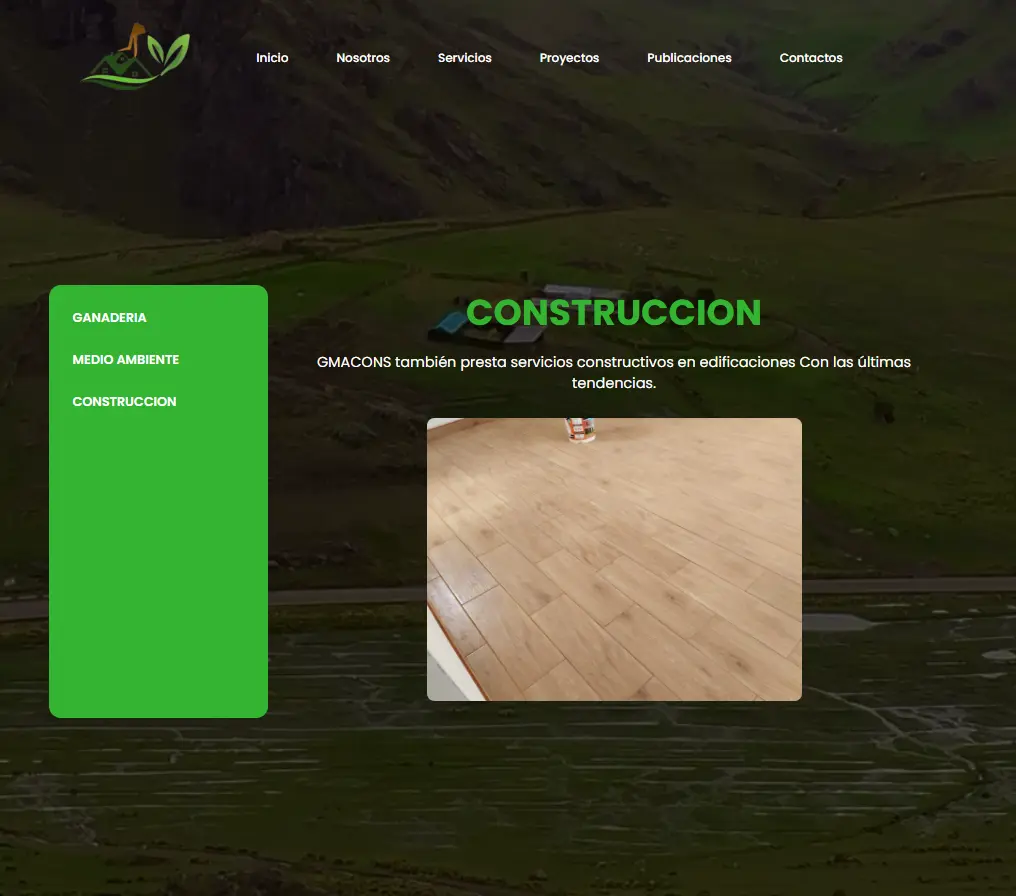 Inicio
Nosotros
Servicios
Proyectos
Publicaciones
Contactos
GANADERIA
MEDIO AMBIENTE
CONSTRUCCION
CONSTRUCCION
GMACONS también presta servicios constructivos en edificaciones Con las últimas
tendencias.